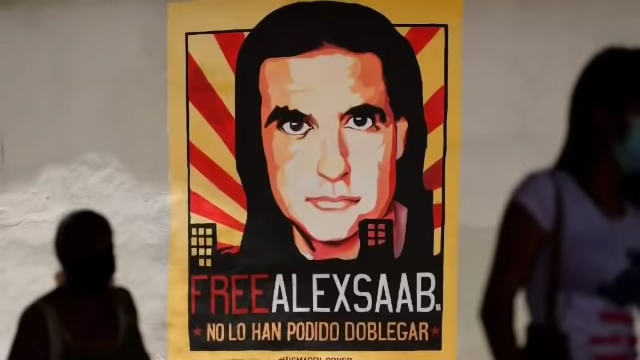 FREEALEXSAAB.
★NO LO HAN PODIDO DOBLEGAR★